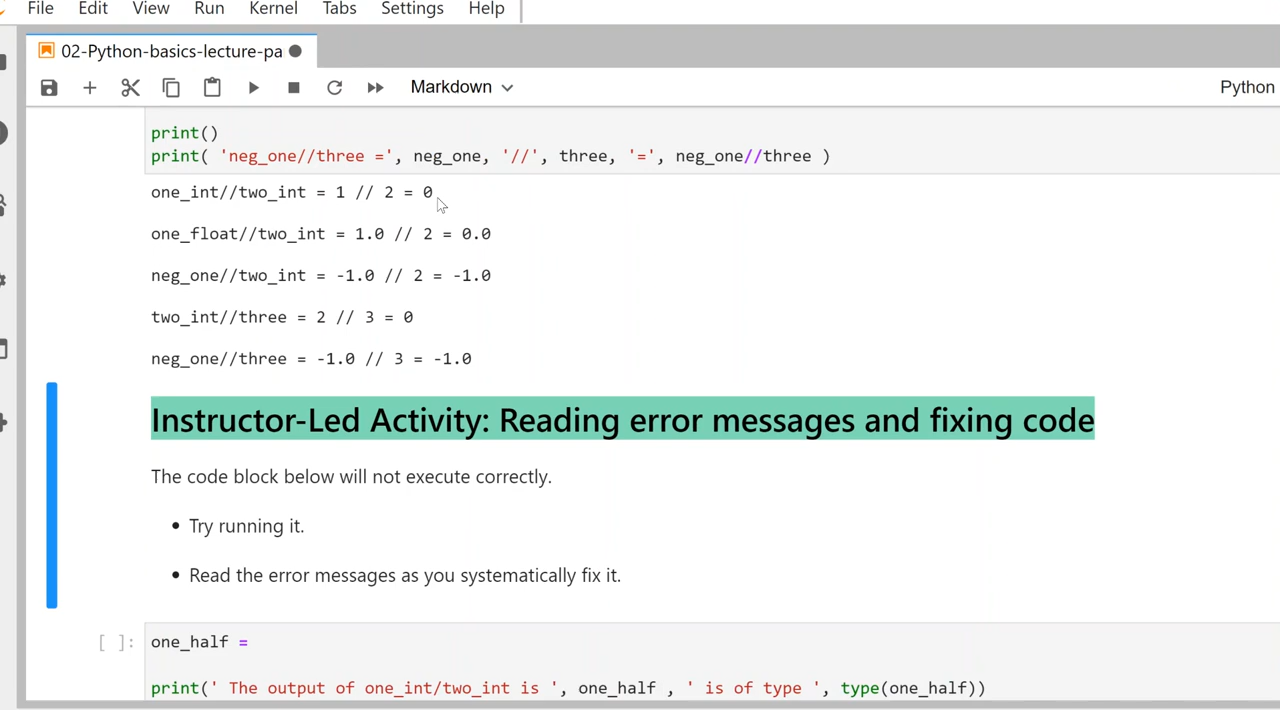 File Edit View Run Kernel Tabs Settings Help
02-Python-basics-lecture-pa
Markdown
Python
print()
print( 'neg_one//three =', neg_one, '//', three, '=', neg_one//three )
one_int//two_int = 1 // 2 = 0
one_float//two_int = 1.0 // 2 = 0.0
neg_one//two_int = -1.0 // 2 = -1.0
two_int//three = 2 // 3 = 0
neg_one//three = -1.0 // 3 = -1.0
Instructor-Led Activity: Reading error messages and fixing code
The code block below will not execute correctly.
• Try running it.
• Read the error messages as you systematically fix it.
[ ]: one_half =
print(' The output of one_int/two_int is ', one_half , ' is of type ', type(one_half))